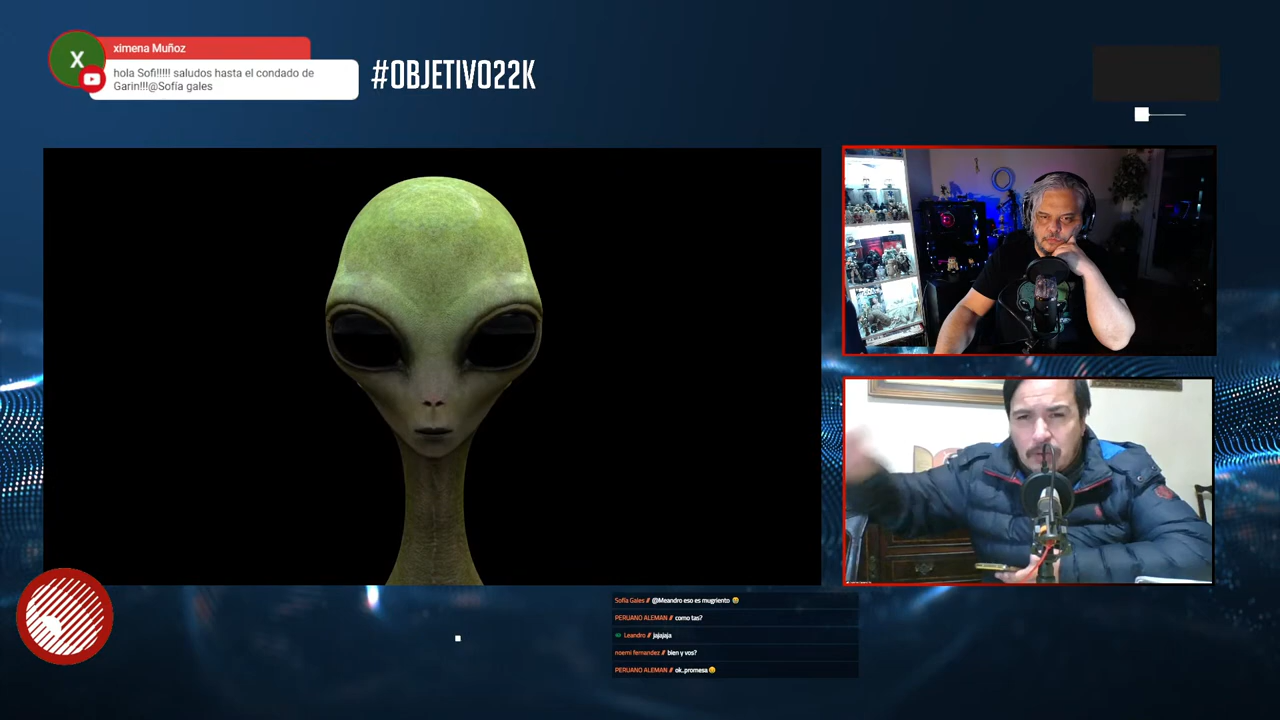 X
ximena Muñoz
hola Sofi!!!!! saludos hasta el condado de
Garin!!!@Sofía gales
#OBJETIVO22K
Sofía Gales // @Meandro eso es mugriento
PERUANO ALEMAN // como tas?
Leandro // jajajaja
noemi fernandez // bien y vos?
PERUANO ALEMAN // ok..promesa